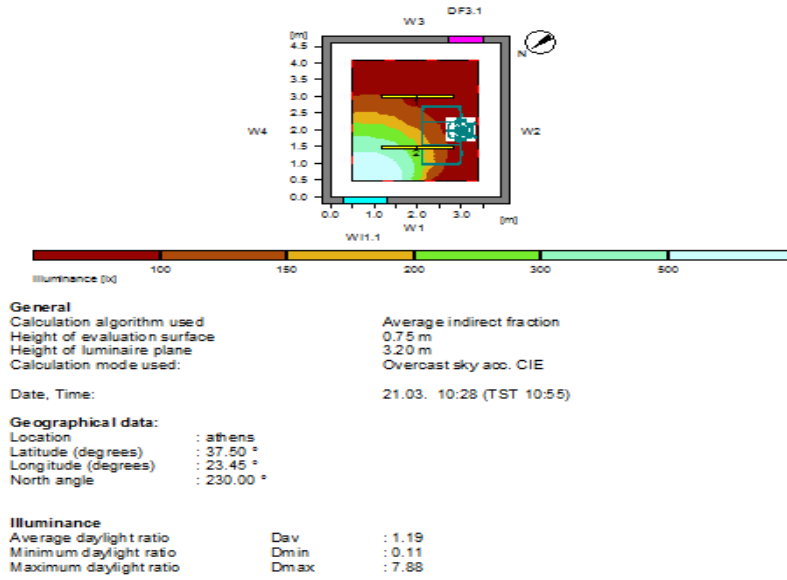 DF3.1
W3
[m]
N
4.5
4.0
3.5
3.0
2.5
2.0
1.5
1.0
0.5
0.0
W4
W2
2
0.0 1.0 2.0 3.0 [m]
W1
WI1.1
100 150 200 300 500
Illuminance [lx]
General
Calculation algorithm used Average indirect fraction
Height of evaluation surface 0.75 m
Height of luminaire plane 3.20 m
Calculation mode used: Overcast sky acc. CIE
Date, Time: 21.03. 10:28 (TST 10:55)
Geographical data:
Location : athens
Latitude (degrees) : 37.50 °
Longitude (degrees) : 23.45 °
North angle : 230.00 °
Illuminance
Average daylight ratio Dav : 1.19
Minimum daylight ratio Dmin : 0.11
Maximum daylight ratio Dmax : 7.88